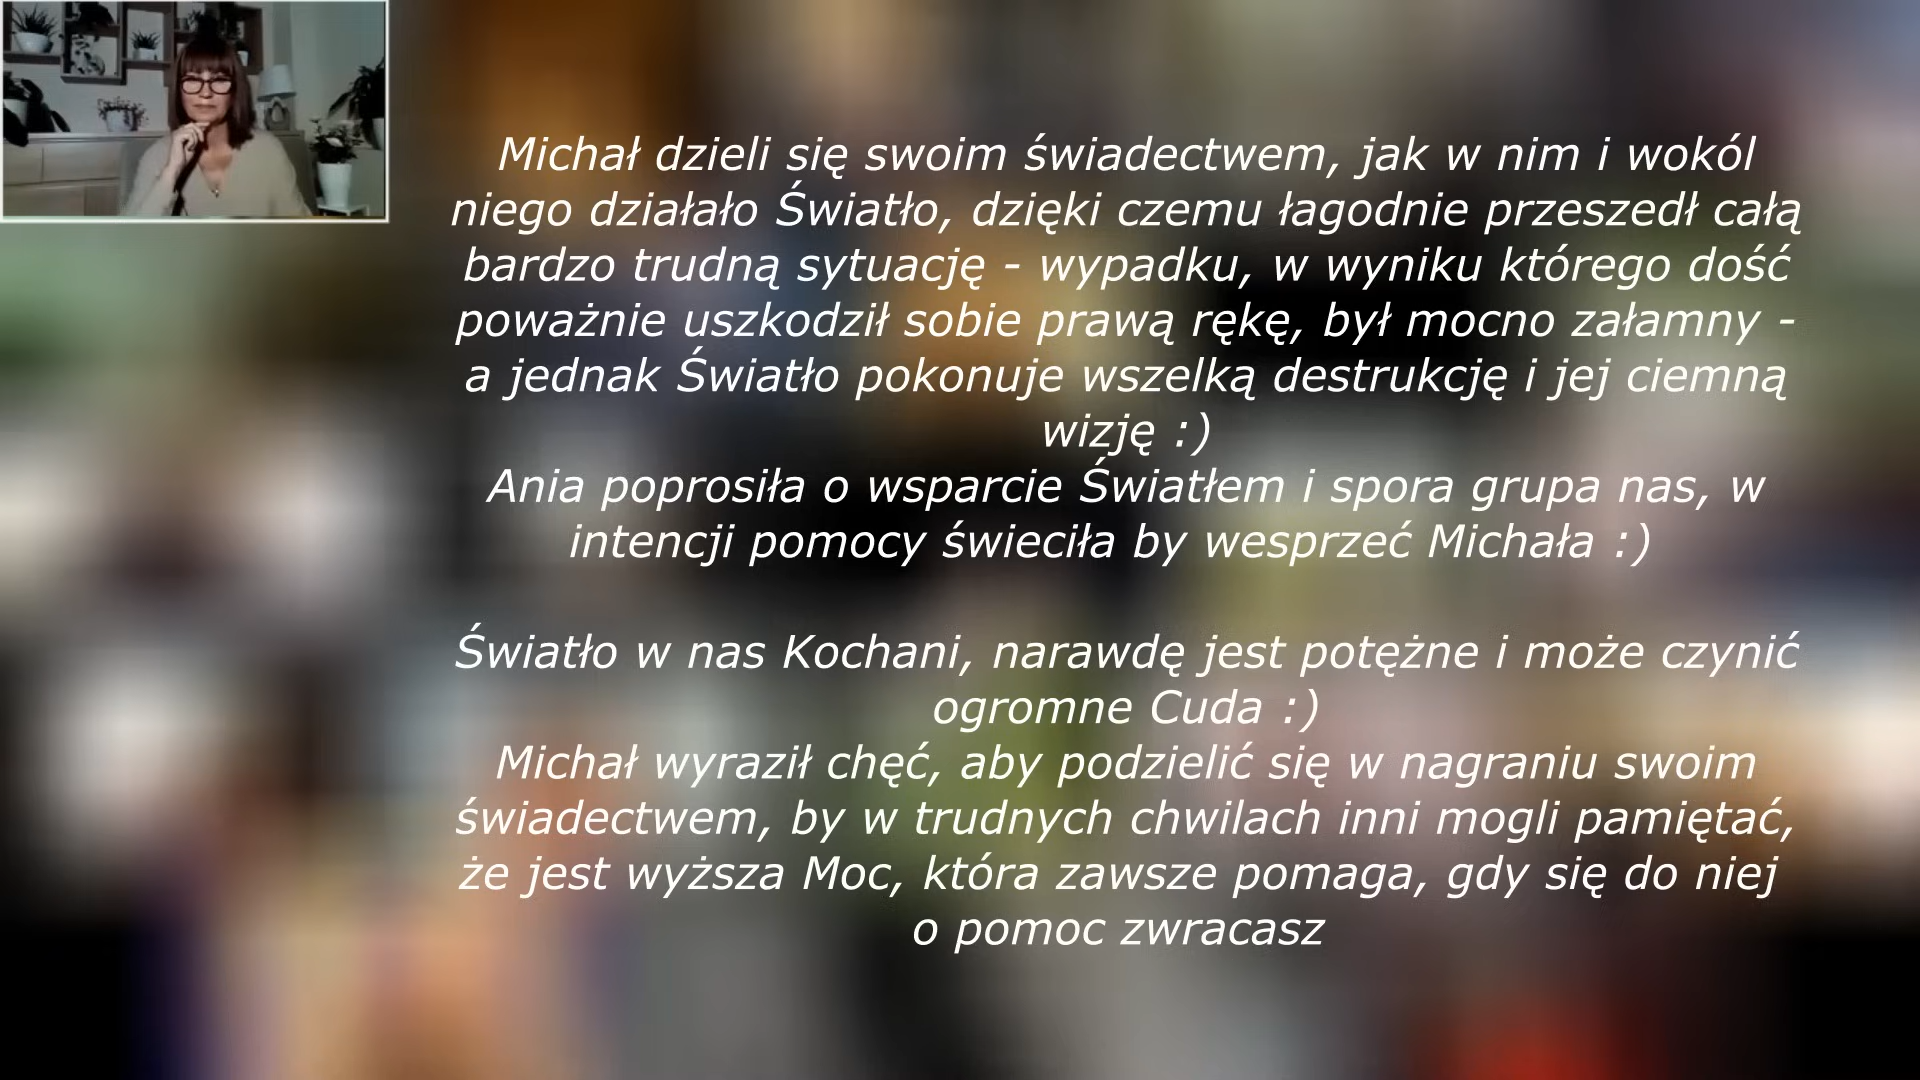 Michał dzieli się swoim świadectwem, jak w nim i wokól
niego działało Światło, dzięki czemu łagodnie przeszedł całą
bardzo trudną sytuację - wypadku, w wyniku którego dość
poważnie uszkodził sobie prawą rękę, był mocno załamny -
a jednak Światło pokonuje wszelką destrukcję i jej ciemną
wizję :)
Ania poprosiła o wsparcie Światłem i spora grupa nas, w
intencji pomocy świeciła by wesprzeć Michała :)
Światło w nas Kochani, narawdę jest potężne i może czynić
ogromne Cuda :)
Michał wyraził chęć, aby podzielić się w nagraniu swoim
świadectwem, by w trudnych chwilach inni mogli pamiętać,
że jest wyższa Moc, która zawsze pomaga, gdy się do niej
o pomoc zwracasz